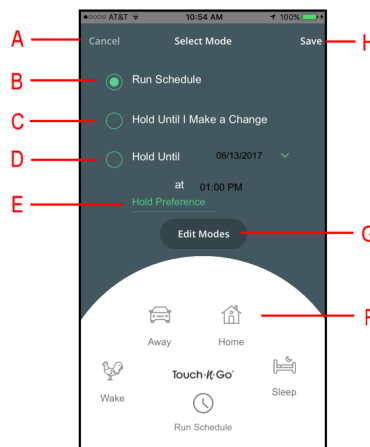 ●○○○○ AT&T 10:54 AM 100%
A Cancel Select Mode Save H
B Run Schedule
C Hold Until I Make a Change
D Hold Until 06/13/2017
at 01:00 PM
E Hold Preference
Edit Modes G
F
Away Home
Wake Touch-N-Go® Sleep
Run Schedule